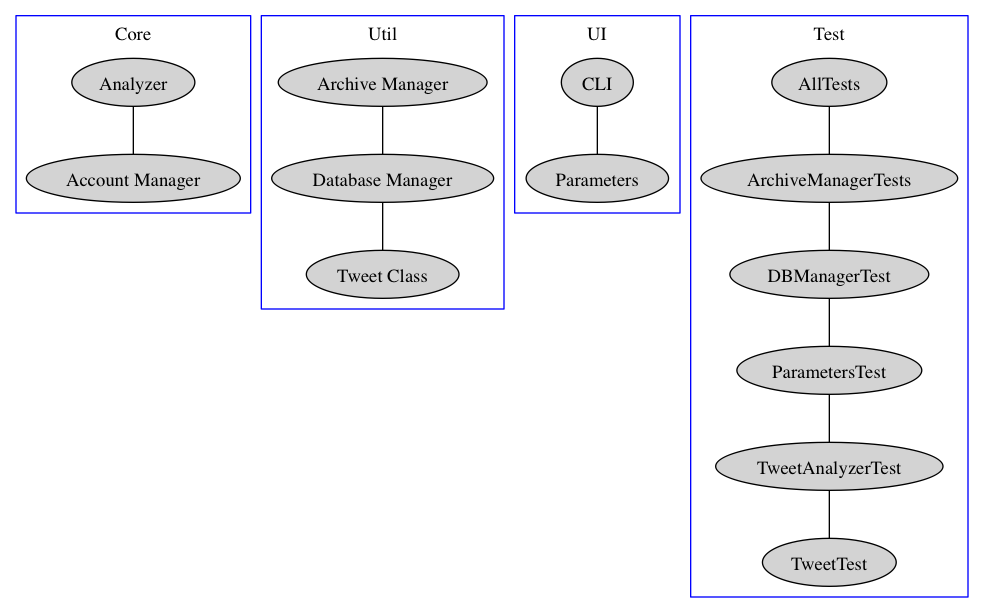 Core
Analyzer
Account Manager
Util
Archive Manager
Database Manager
Tweet Class
UI
CLI
Parameters
Test
AllTests
ArchiveManagerTests
DBManagerTest
ParametersTest
TweetAnalyzerTest
TweetTest